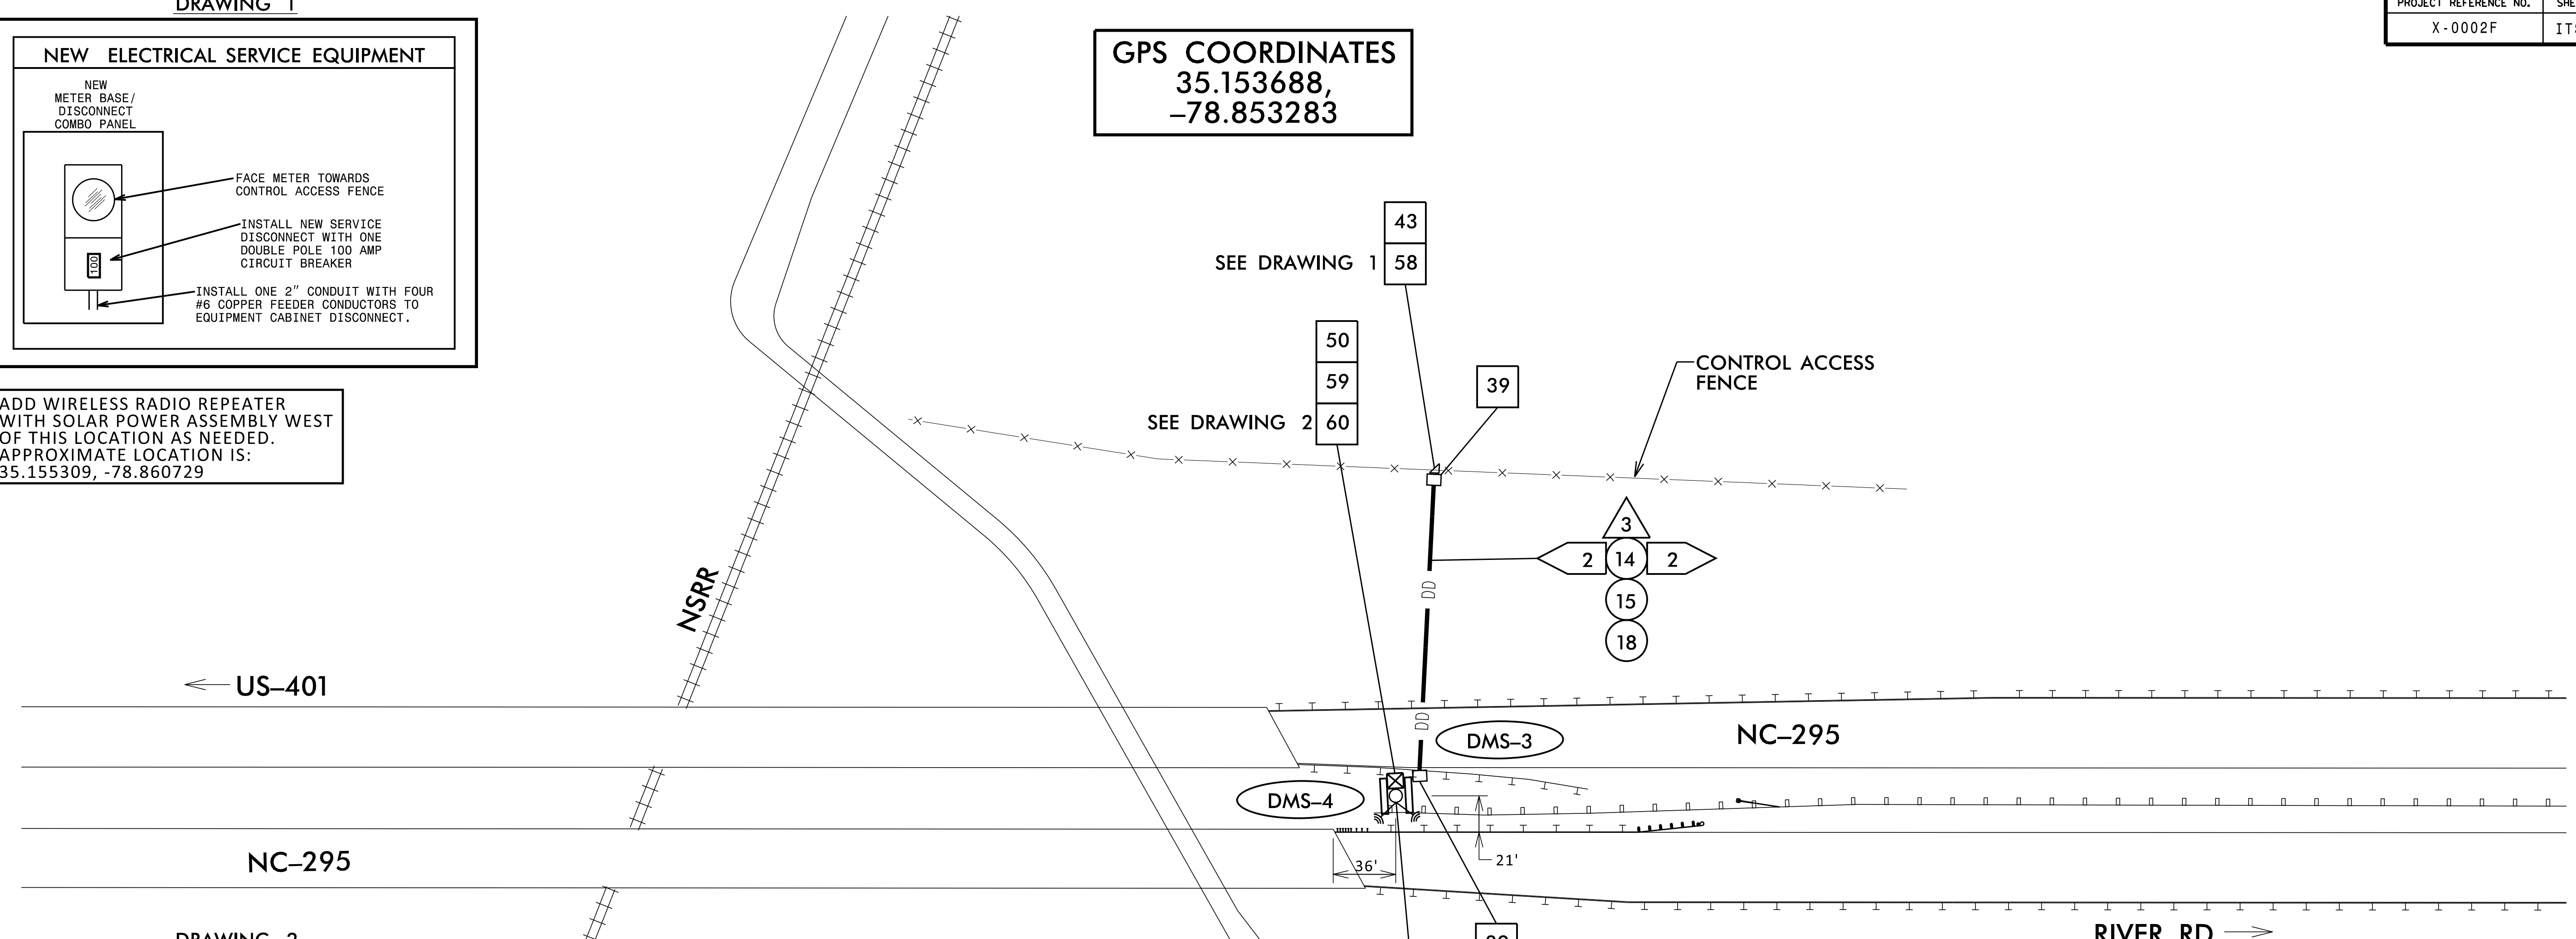 DRAWING 1
NEW ELECTRICAL SERVICE EQUIPMENT
NEW
METER BASE/
DISCONNECT
COMBO PANEL
FACE METER TOWARDS
CONTROL ACCESS FENCE
INSTALL NEW SERVICE
DISCONNECT WITH ONE
DOUBLE POLE 100 AMP
CIRCUIT BREAKER
100
INSTALL ONE 2" CONDUIT WITH FOUR
#6 COPPER FEEDER CONDUCTORS TO
EQUIPMENT CABINET DISCONNECT.
ADD WIRELESS RADIO REPEATER
WITH SOLAR POWER ASSEMBLY WEST
OF THIS LOCATION AS NEEDED.
APPROXIMATE LOCATION IS:
35.155309, -78.860729
GPS COORDINATES
35.153688,
–78.853283
PROJECT REFERENCE NO.
X-0002F
43
SEE DRAWING 1 58
50
59
SEE DRAWING 2 60
39
CONTROL ACCESS
FENCE
3
2 14 2
15
18
DD
DD
NSRR
US–401
NC–295
DMS–3
DMS–4
36'
21'
NC–295
RIVER RD
DRAWING 2